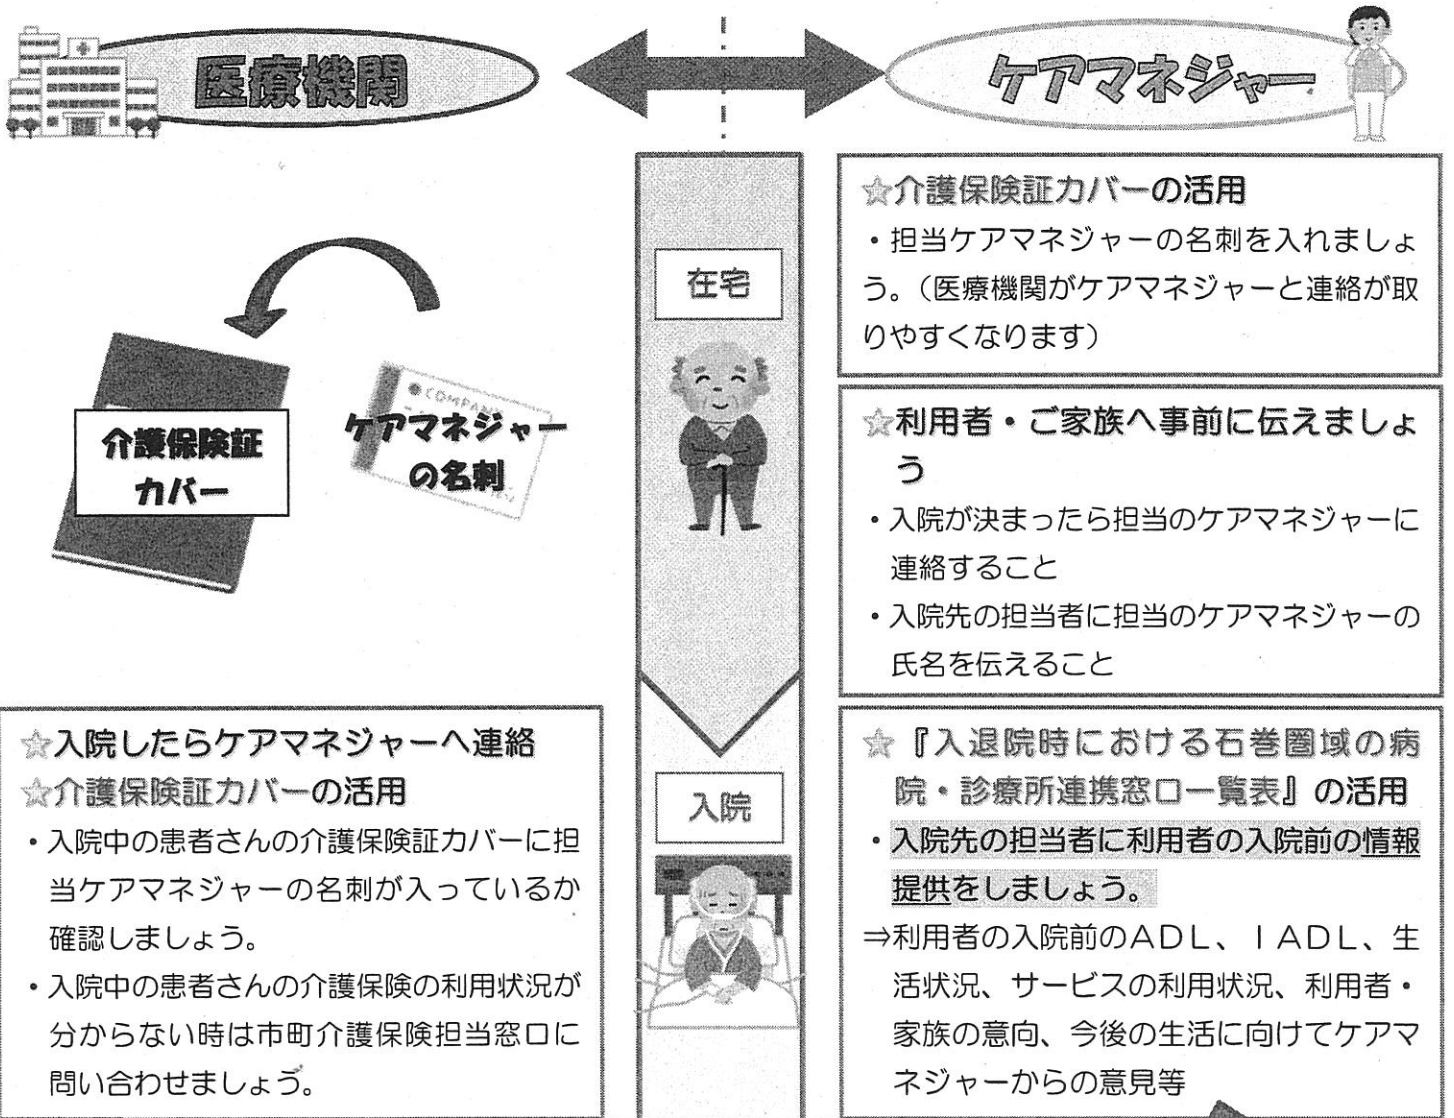 医療機関
ケアマネジャー
☆介護保険証カバーの活用
・担当ケアマネジャーの名刺を入れましょ
う。（医療機関がケアマネジャーと連絡が取
りやすくなります）
在宅
COMPANY
ケアマネジャー
の名刺
介護保険証
カバー
☆利用者・ご家族へ事前に伝えましょ
う
・入院が決まったら担当のケアマネジャーに
連絡すること
・入院先の担当者に担当のケアマネジャーの
氏名を伝えること
☆入院したらケアマネジャーへ連絡
☆介護保険証カバーの活用
・入院中の患者さんの介護保険証カバーに担
当ケアマネジャーの名刺が入っているか
確認しましょう。
・入院中の患者さんの介護保険の利用状況が
分からない時は市町介護保険担当窓口に
問い合わせましょう。
入院
☆『入退院時における石巻圏域の病
院・診療所連携窓口一覧表』の活用
・入院先の担当者に利用者の入院前の情報
提供をしましょう。
⇒利用者の入院前のＡＤＬ、ＩＡＤＬ、生
活状況、サービスの利用状況、利用者・
家族の意向、今後の生活に向けてケアマ
ネジャーからの意見等